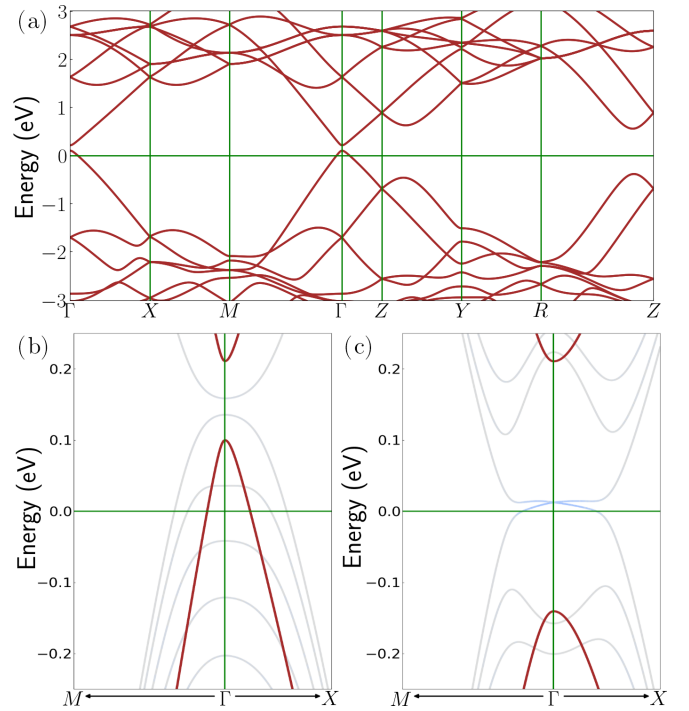 (a)
Energy (eV)
3
2
1
0
−1
−2
−3
Γ X M Γ Z Y R Z
(b)
Energy (eV)
0.2
0.1
0.0
−0.1
−0.2
M Γ X
(c)
Energy (eV)
0.2
0.1
0.0
−0.1
−0.2
M Γ X